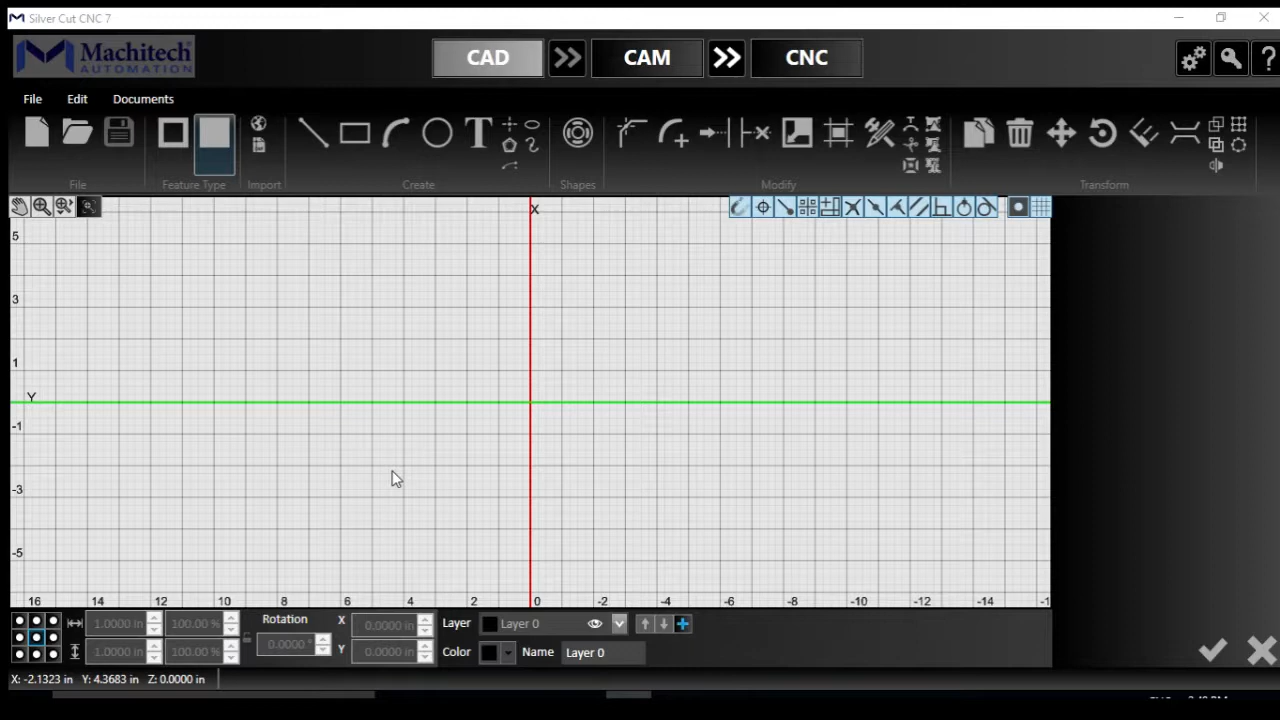 Silver Cut CNC 7
Machitech
AUTOMATION
CAD
CAM
CNC
File Edit Documents
File
Feature Type
Import
Create
Shapes
Modify
Transform
X
5
3
1
Y
-1
-3
-5
16 14 12 10 8 6 4 2 0 -2 -4 -6 -8 -10 -12 -14 -1
1.0000 in 100.00 % Rotation X 0.0000 in Layer Layer 0
1.0000 in 100.00 % 0.0000 ° Y 0.0000 in Color Name Layer 0
X: -2.1323 in Y: 4.3683 in Z: 0.0000 in